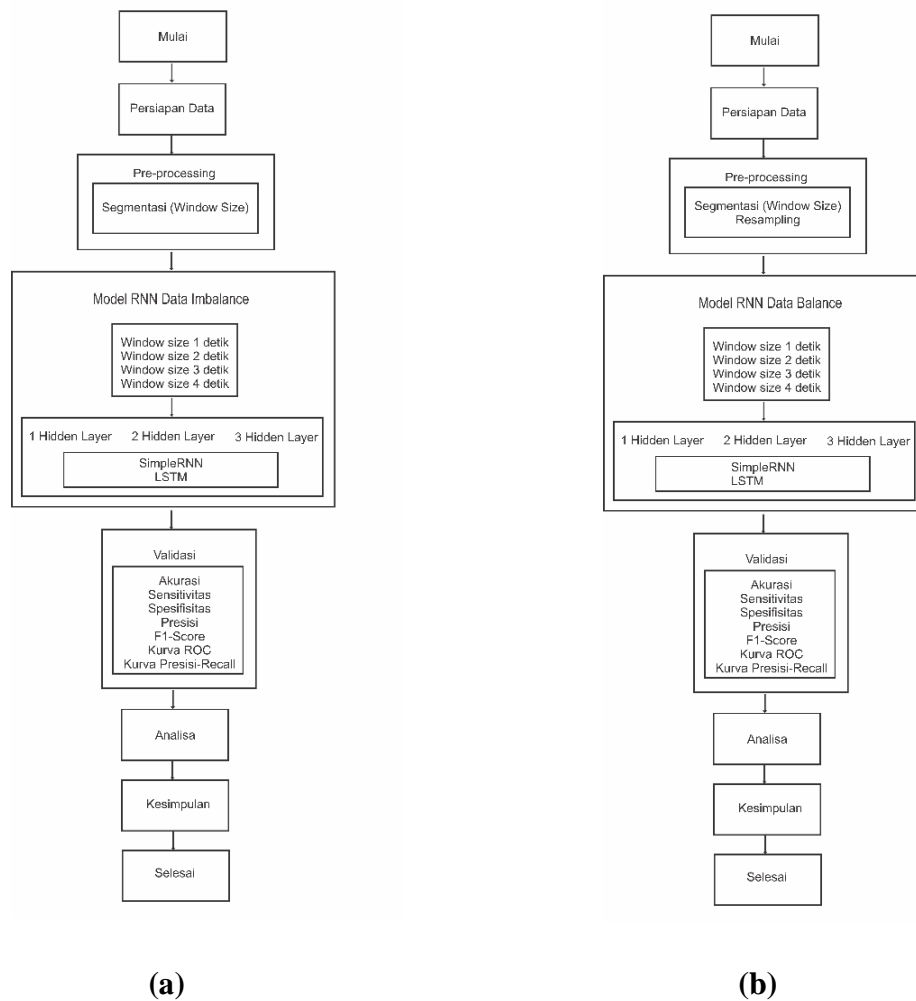 Mulai
Persiapan Data
Pre-processing
Segmentasi (Window Size)
Model RNN Data Imbalance
Window size 1 detik
Window size 2 detik
Window size 3 detik
Window size 4 detik
1 Hidden Layer 2 Hidden Layer 3 Hidden Layer
SimpleRNN
LSTM
Validasi
Akurasi
Sensitivitas
Spesifisitas
Presisi
F1-Score
Kurva ROC
Kurva Presisi-Recall
Analisa
Kesimpulan
Selesai
(a)
Mulai
Persiapan Data
Pre-processing
Segmentasi (Window Size)
Resampling
Model RNN Data Balance
Window size 1 detik
Window size 2 detik
Window size 3 detik
Window size 4 detik
1 Hidden Layer 2 Hidden Layer 3 Hidden Layer
SimpleRNN
LSTM
Validasi
Akurasi
Sensitivitas
Spesifisitas
Presisi
F1-Score
Kurva ROC
Kurva Presisi-Recall
Analisa
Kesimpulan
Selesai
(b)